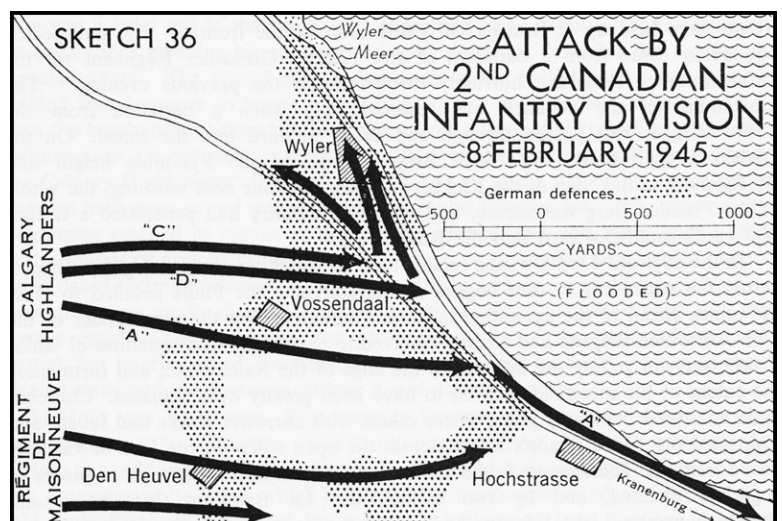 SKETCH 36
Wyler
Meer
ATTACK BY
2ND CANADIAN
INFANTRY DIVISION
8 FEBRUARY 1945
German defences
500 0 500 1000
YARDS
(FLOODED)
Wyler
CALGARY
HIGHLANDERS
"C"
"D"
Vossendaal
"A"
"A"
RÉGIMENT
DE
MAISONNEUVE
Den Heuvel
Hochstrasse
Kranenburg